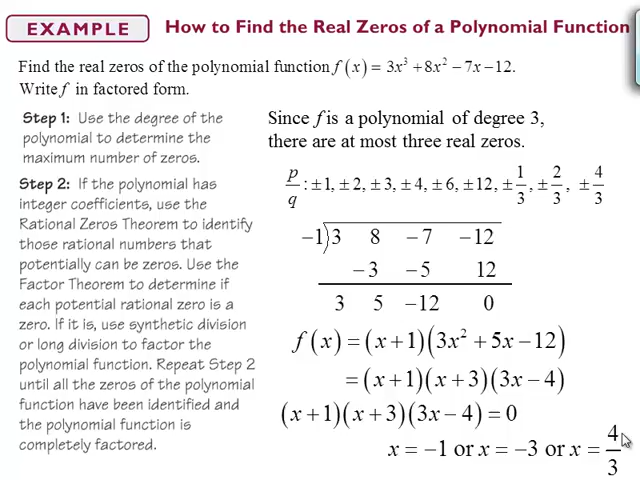 EXAMPLE How to Find the Real Zeros of a Polynomial Function
Find the real zeros of the polynomial function f(x) = 3x³ + 8x² − 7x − 12.
Write f in factored form.
Step 1: Use the degree of the
polynomial to determine the
maximum number of zeros.
Step 2: If the polynomial has
integer coefficients, use the
Rational Zeros Theorem to identify
those rational numbers that
potentially can be zeros. Use the
Factor Theorem to determine if
each potential rational zero is a
zero. If it is, use synthetic division
or long division to factor the
polynomial function. Repeat Step 2
until all the zeros of the polynomial
function have been identified and
the polynomial function is
completely factored.
Since f is a polynomial of degree 3,
there are at most three real zeros.
p/q : ±1, ±2, ±3, ±4, ±6, ±12, ±1/3, ±2/3, ±4/3
−1)3 8 −7 −12
−3 −5 12
3 5 −12 0
f(x) = (x+1)(3x² + 5x − 12)
= (x+1)(x+3)(3x−4)
(x+1)(x+3)(3x−4) = 0
x = −1 or x = −3 or x = 4/3